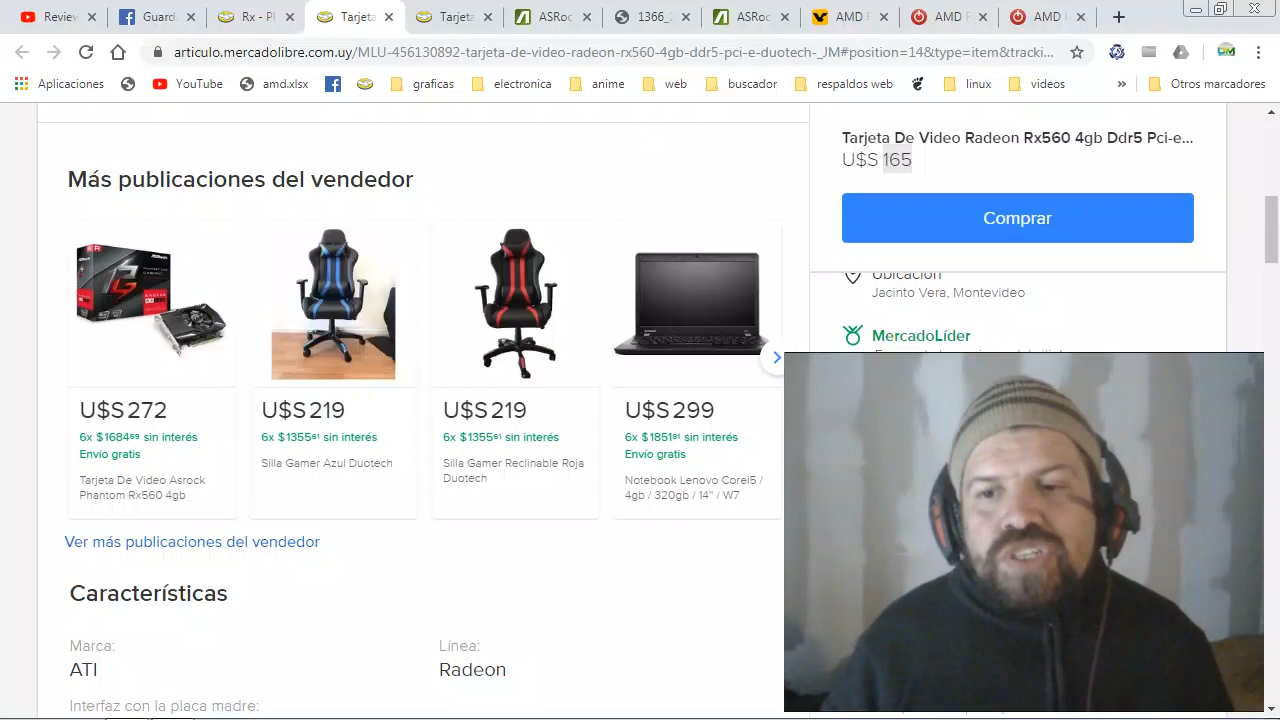 Review
Guarda
Rx - Pl
Tarjeta
Tarjeta
ASRoc
1366_
ASRoc
AMD F
AMD F
AMD
articulo.mercadolibre.com.uy/MLU-456130892-tarjeta-de-video-radeon-rx560-4gb-ddr5-pci-e-duotech-_JM#position=14&type=item&tracki...
Aplicaciones
YouTube
amd.xlsx
graficas
electronica
anime
web
buscador
respaldos web
linux
vídeos
»
Otros marcadores
Tarjeta De Video Radeon Rx560 4gb Ddr5 Pci-e...
U$S 165
Comprar
Ubicación
Jacinto Vera, Montevideo
MercadoLíder
Más publicaciones del vendedor
U$S 272
6x $1684⁵⁹ sin interés
Envío gratis
Tarjeta De Video Asrock
Phantom Rx560 4gb
U$S 219
6x $1355⁶¹ sin interés
Silla Gamer Azul Duotech
U$S 219
6x $1355⁶¹ sin interés
Silla Gamer Reclinable Roja
Duotech
U$S 299
6x $1851⁸¹ sin interés
Envío gratis
Notebook Lenovo Corei5 /
4gb / 320gb / 14" / W7
Ver más publicaciones del vendedor
Características
Marca:
ATI
Línea:
Radeon
Interfaz con la placa madre: